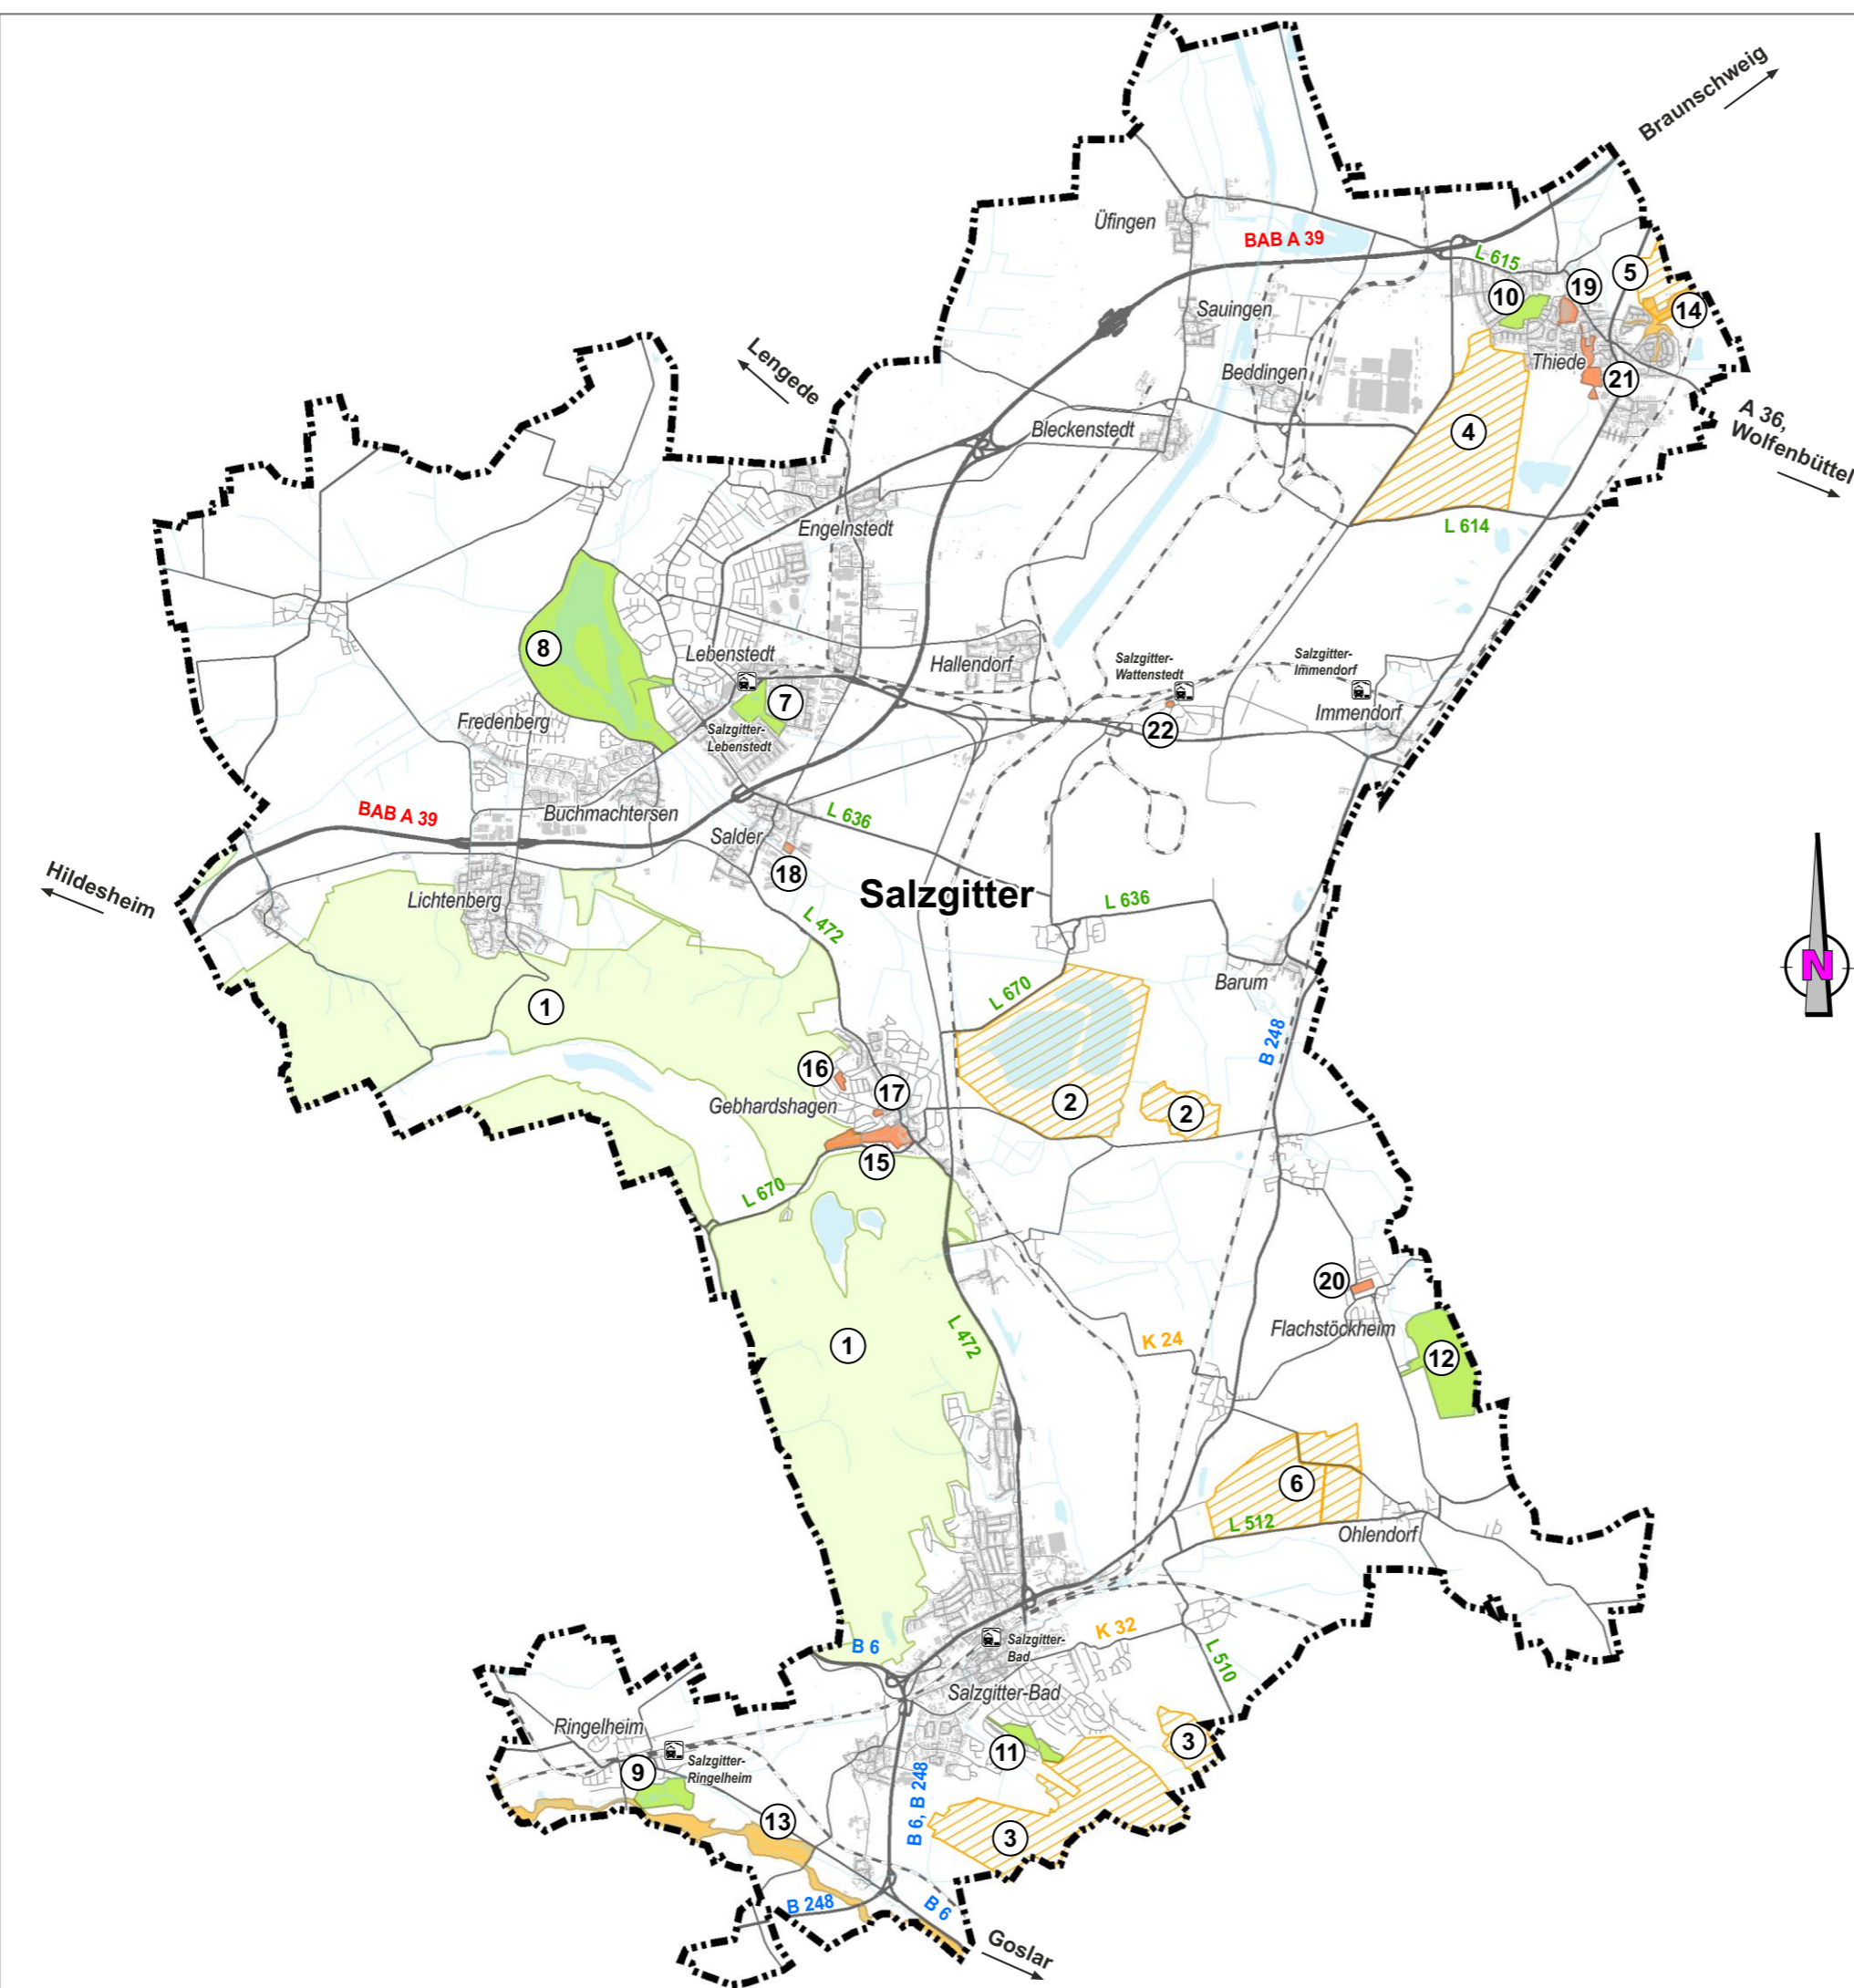 Braunschweig
Üfingen
BAB A 39
L 615
5
19
10
14
Sauingen
Lengede
Beddingen
Thiede
21
A 36,
Wolfenbüttel
Bleckenstedt
4
Engelnstedt
L 614
8
Lebenstedt
Hallendorf
Salzgitter-
Wattenstedt
Salzgitter-
Immendorf
7
Fredenberg
Salzgitter-
Lebenstedt
22
Immendorf
BAB A 39
Buchmachtersen
Salder
L 636
18
Hildesheim
Lichtenberg
Salzgitter
L 636
L 472
N
Barum
L 670
1
B 248
16
17
Gebhardshagen
2
2
15
L 670
20
Flachstöckheim
L 472
K 24
1
12
6
L 512
Ohlendorf
B 6
Salzgitter-
Bad
K 32
L 510
Salzgitter-Bad
Ringelheim
11
3
9
Salzgitter-
Ringelheim
13
B 6, B 248
3
B 248
B 6
Goslar